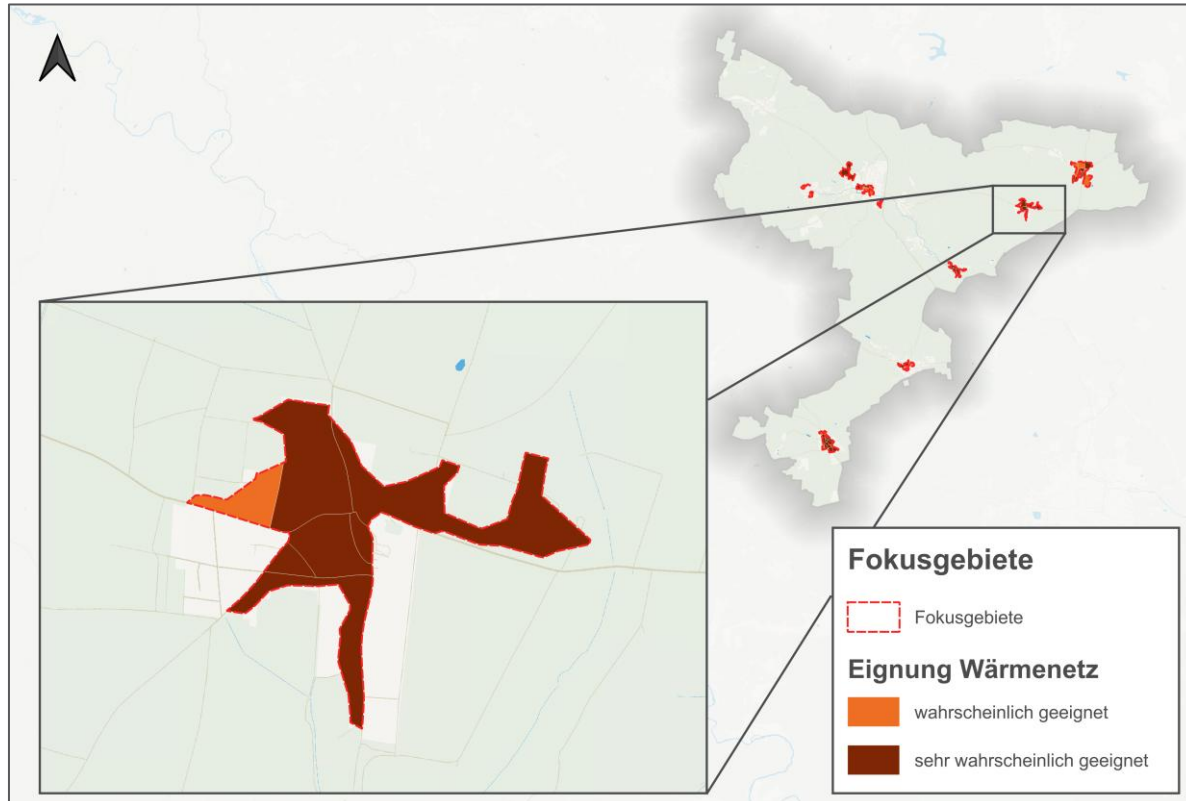 Fokusgebiete
Fokusgebiete
Eignung Wärmenetz
wahrscheinlich geeignet
sehr wahrscheinlich geeignet